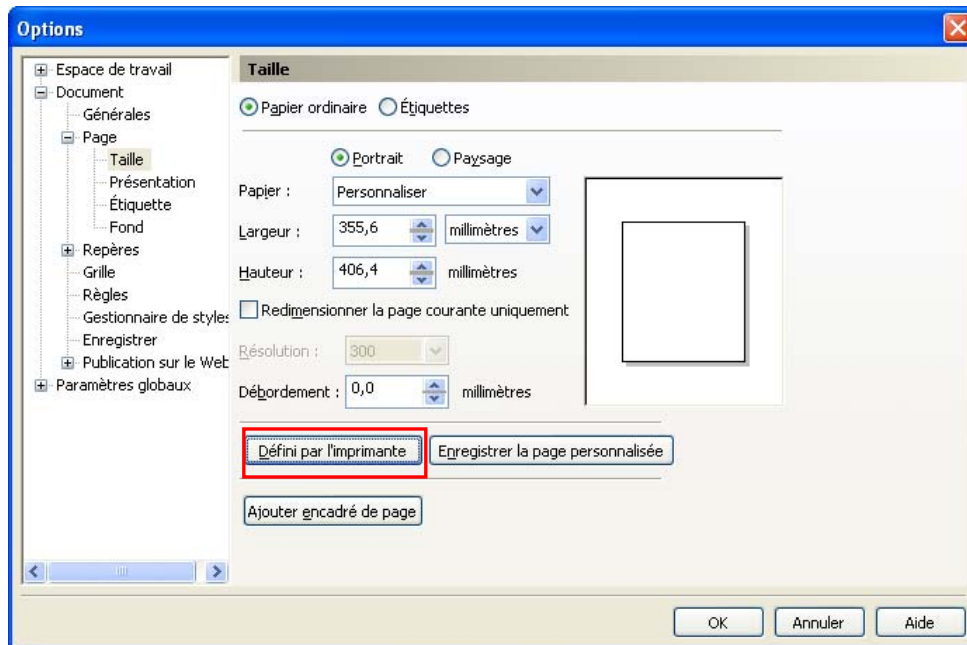 Options
Espace de travail
Document
Générales
Page
Taille
Présentation
Étiquette
Fond
Repères
Grille
Règles
Gestionnaire de styles
Enregistrer
Publication sur le Web
Paramètres globaux
Taille
Papier ordinaire Étiquettes
Portrait Paysage
Papier : Personnaliser
Largeur : 355,6 millimètres
Hauteur : 406,4 millimètres
Redimensionner la page courante uniquement
Résolution : 300
Débordement : 0,0 millimètres
Défini par l'imprimante Enregistrer la page personnalisée
Ajouter encadré de page
OK Annuler Aide